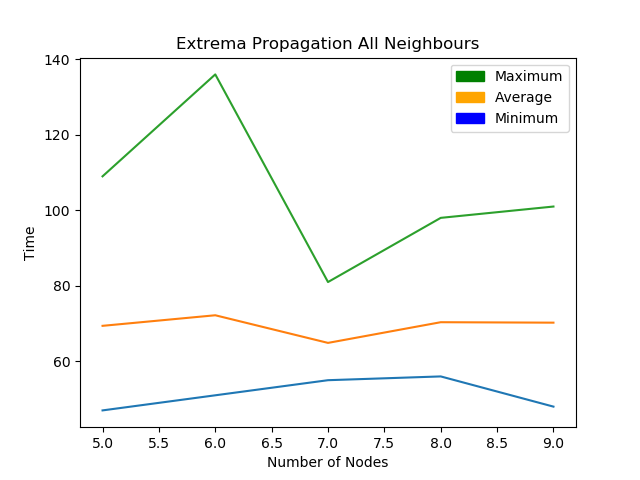 Extrema Propagation All Neighbours
Maximum
Average
Minimum
Time
140
120
100
80
60
5.0 5.5 6.0 6.5 7.0 7.5 8.0 8.5 9.0
Number of Nodes